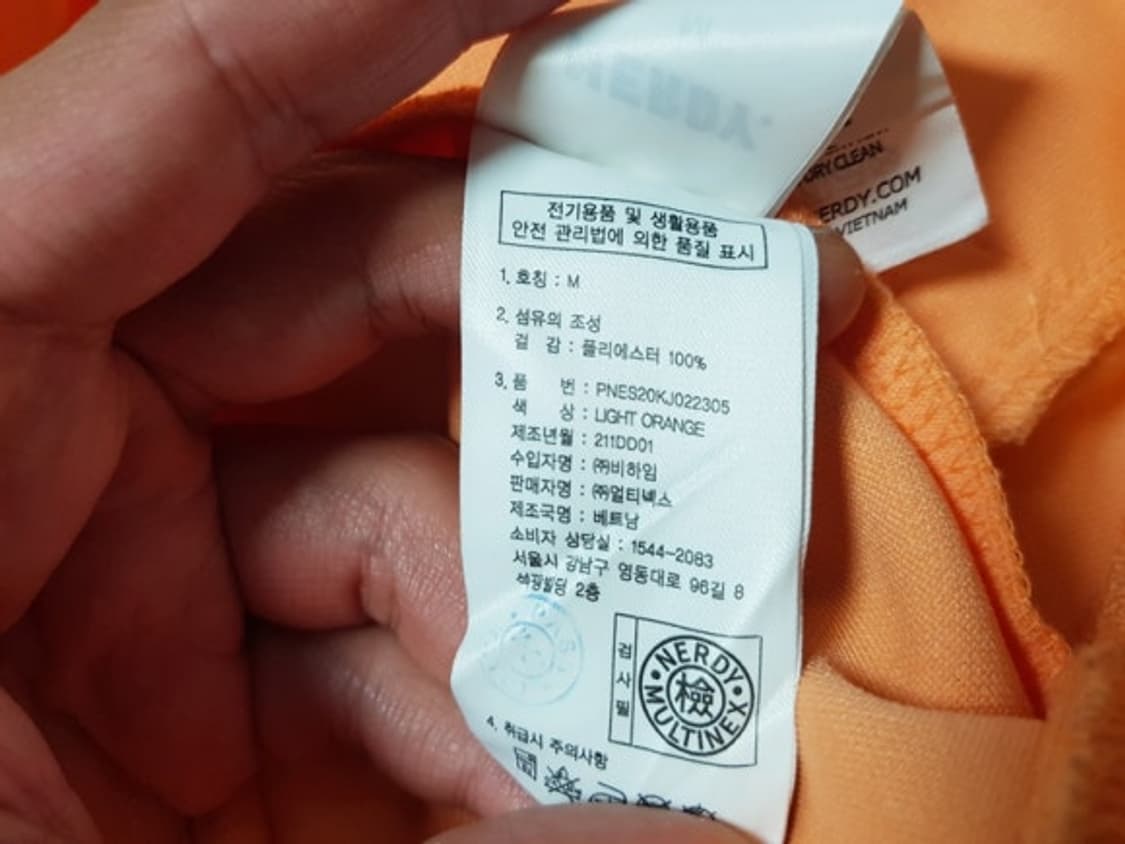 NERDY
DRY CLEAN
ERDY.COM
VIETNAM
전기용품 및 생활용품
안전 관리법에 의한 품질 표시
1. 호칭 : M
2. 섬유의 조성
겉 감 : 폴리에스터 100%
3. 품 번 : PNES20KJ022305
색 상 : LIGHT ORANGE
제조년월 : 211DD01
수입자명 : ㈜비하임
판매자명 : ㈜멀티넥스
제조국명 : 베트남
소비자 상담실 : 1544-2083
서울시 강남구 영동대로 96길 8
2층
검사필
NERDY
檢
MULTINEX
4. 취급시 주의사항